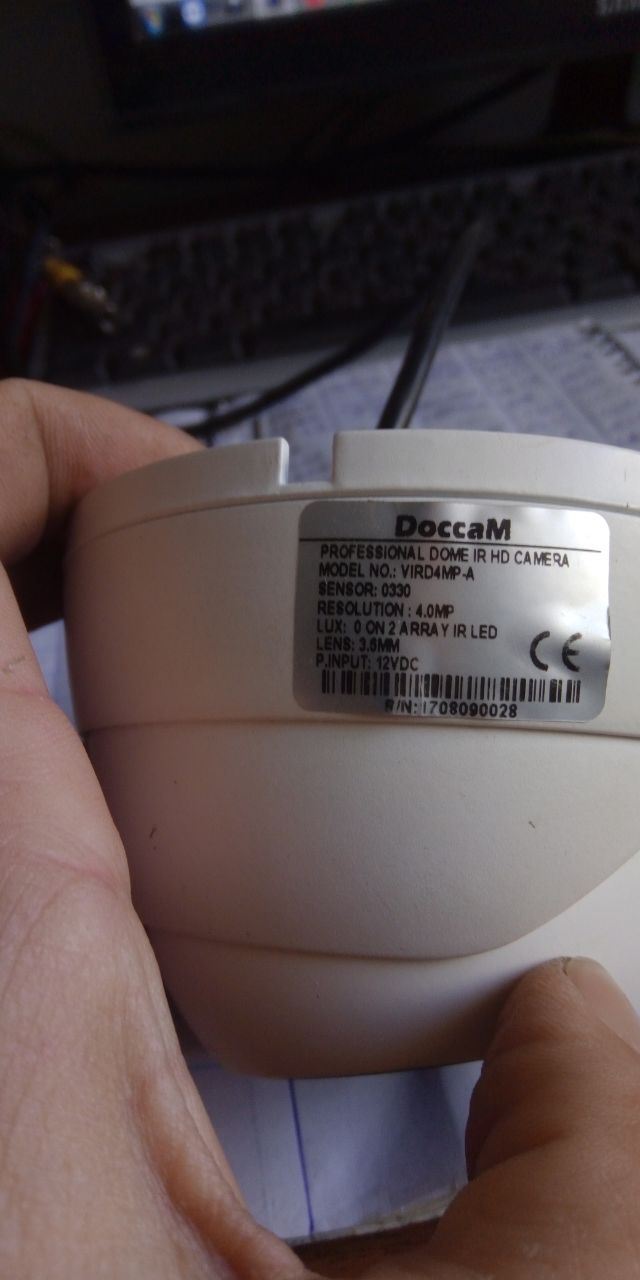 DoccaM
PROFESSIONAL DOME IR HD CAMERA
MODEL NO.: VIRD4MP-A
SENSOR: 0330
RESOLUTION : 4.0MP
LUX: 0 ON 2 ARRAY IR LED
LENS: 3.6MM
P.INPUT: 12VDC
CE
S/N: 1708090028